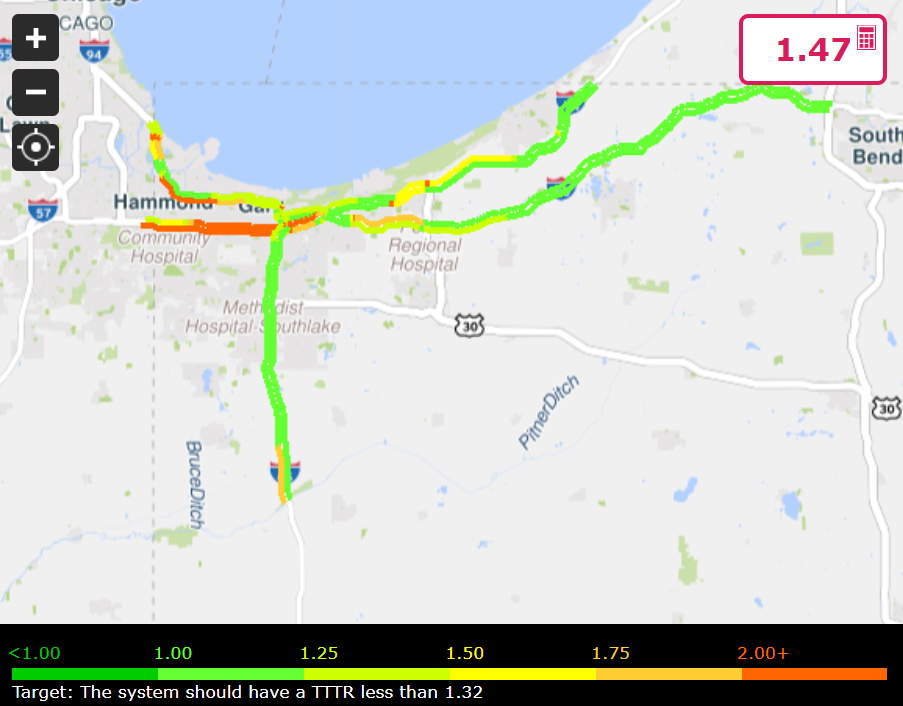 CAGO
+
1.47
94
−
South
Bend
Hammond
57
Community
Hospital
Regional
Hospital
Methodist
Hospital-Southlake
30
PitnerDitch
30
BruceDitch
<1.00 1.00 1.25 1.50 1.75 2.00+
Target: The system should have a TTTR less than 1.32